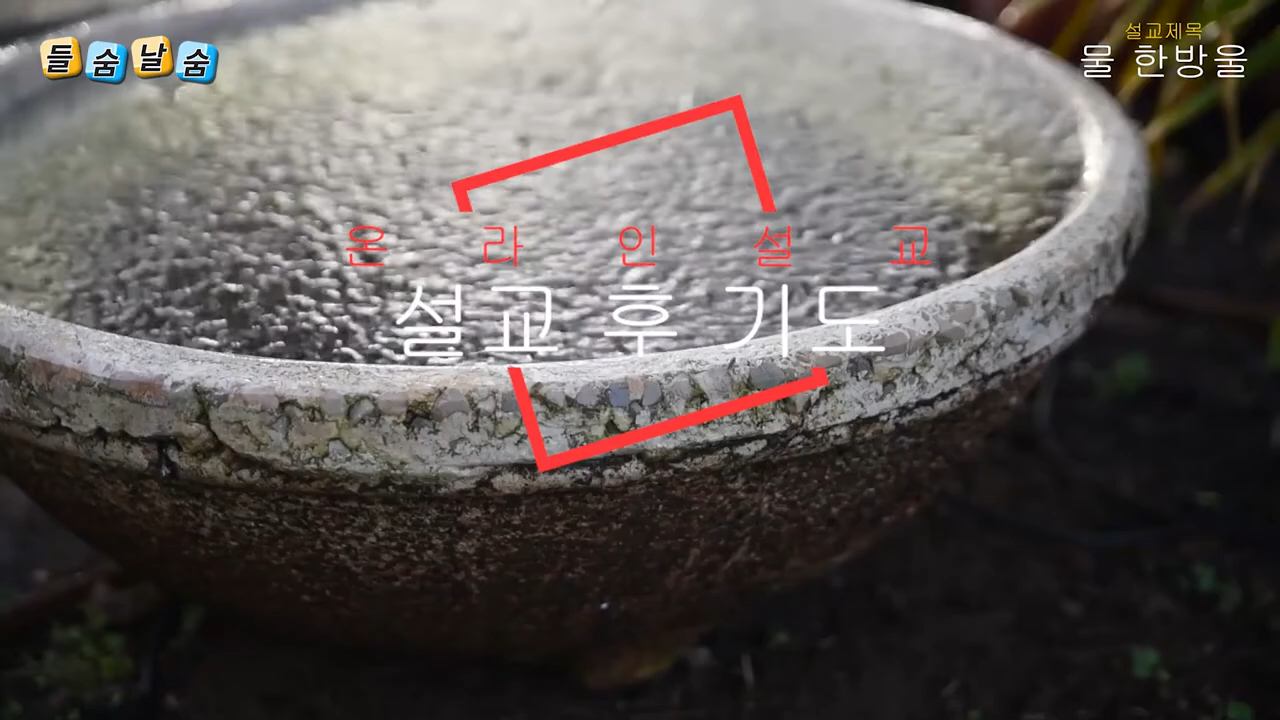 들숨날숨
설교제목
물 한방울
온라인설교
설교 후 기도